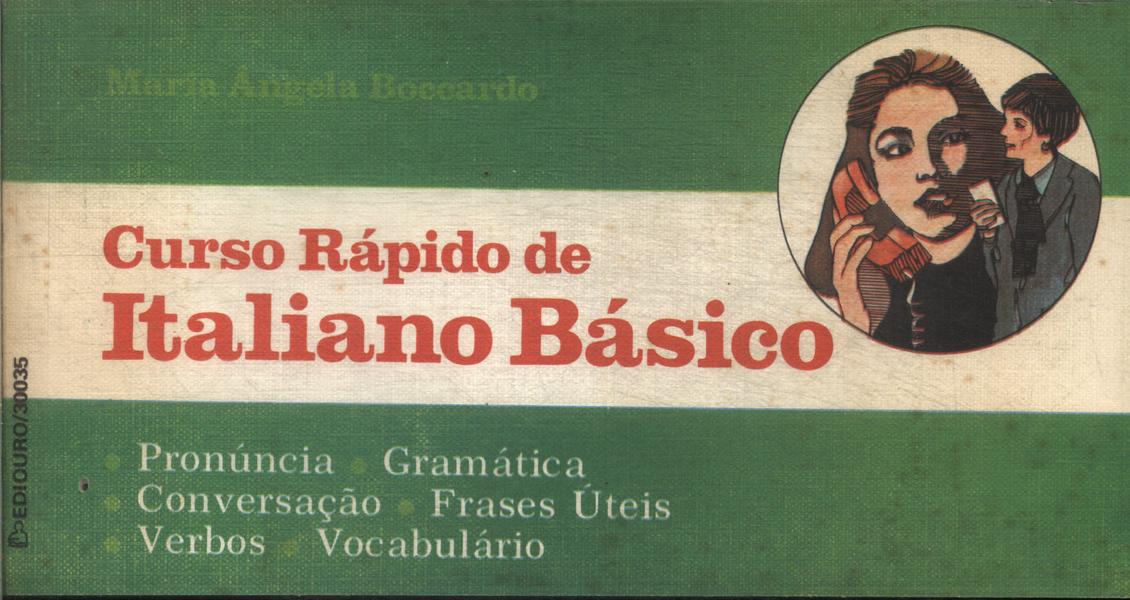 Maria Angela Boccardo
Curso Rápido de
Italiano Básico
• Pronúncia • Gramática
• Conversação • Frases Úteis
• Verbos • Vocabulário
EDIOURO/30035